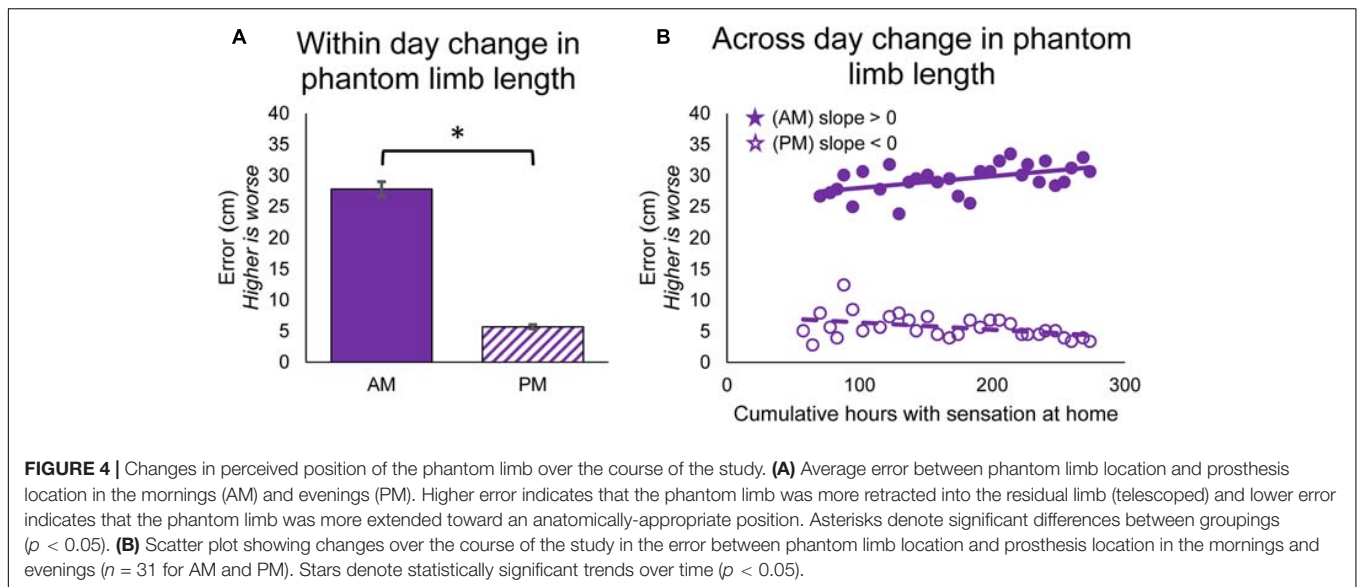 A
Within day change in
phantom limb length
Error (cm)
Higher is worse
40
35
30
25
20
15
10
5
0
*
AM
PM
B
Across day change in phantom
limb length
Error (cm)
Higher is worse
40
35
30
25
20
15
10
5
0
★ (AM) slope > 0
☆ (PM) slope < 0
0
100
200
300
Cumulative hours with sensation at home
FIGURE 4 | Changes in perceived position of the phantom limb over the course of the study. (A) Average error between phantom limb location and prosthesis
location in the mornings (AM) and evenings (PM). Higher error indicates that the phantom limb was more retracted into the residual limb (telescoped) and lower error
indicates that the phantom limb was more extended toward an anatomically-appropriate position. Asterisks denote significant differences between groupings
(p < 0.05). (B) Scatter plot showing changes over the course of the study in the error between phantom limb location and prosthesis location in the mornings and
evenings (n = 31 for AM and PM). Stars denote statistically significant trends over time (p < 0.05).